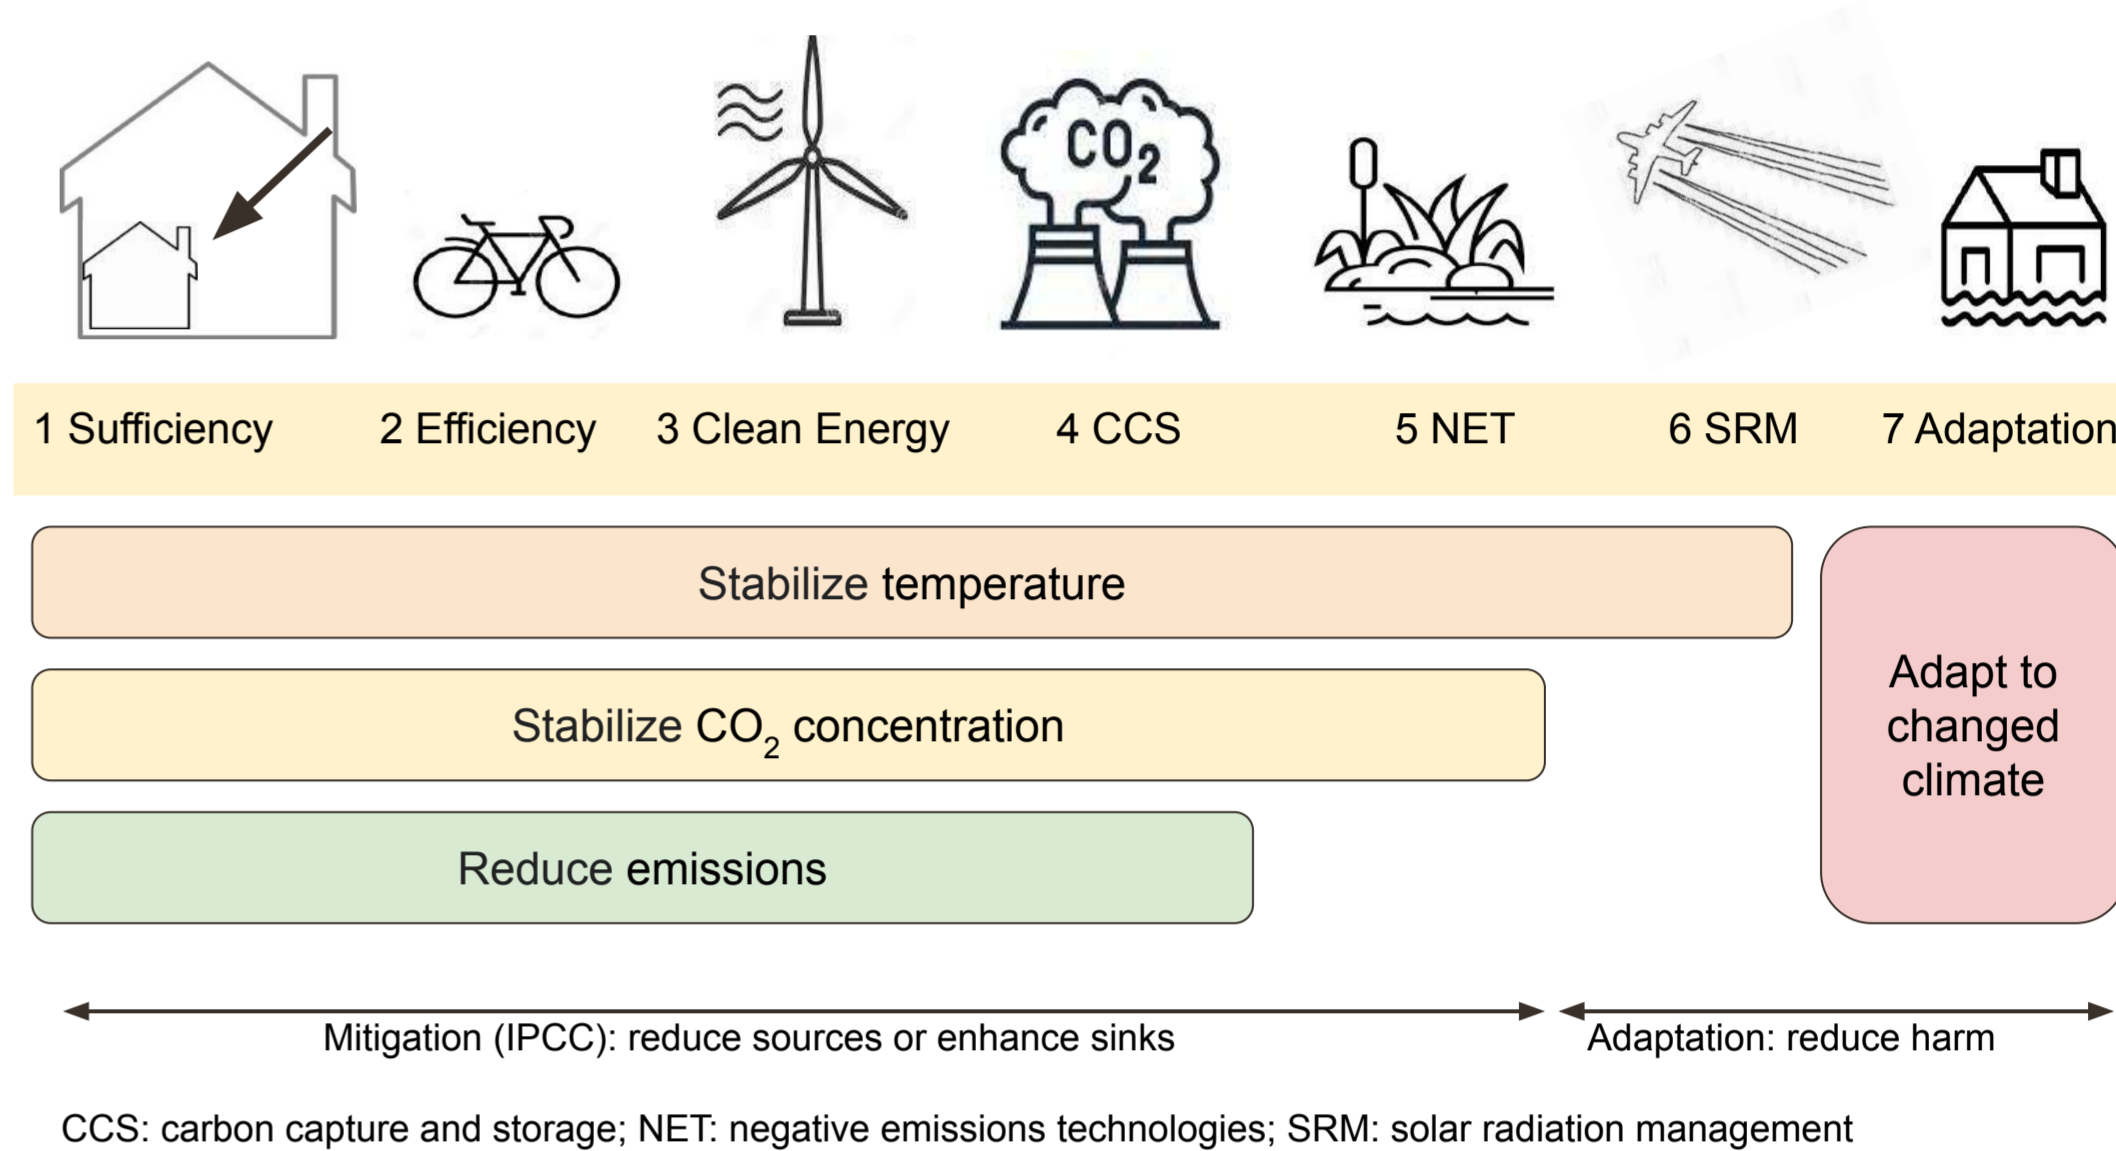 CO₂
1 Sufficiency 2 Efficiency 3 Clean Energy 4 CCS 5 NET 6 SRM 7 Adaptation
Stabilize temperature
Stabilize CO₂ concentration
Reduce emissions
Adapt to
changed
climate
Mitigation (IPCC): reduce sources or enhance sinks
Adaptation: reduce harm
CCS: carbon capture and storage; NET: negative emissions technologies; SRM: solar radiation management